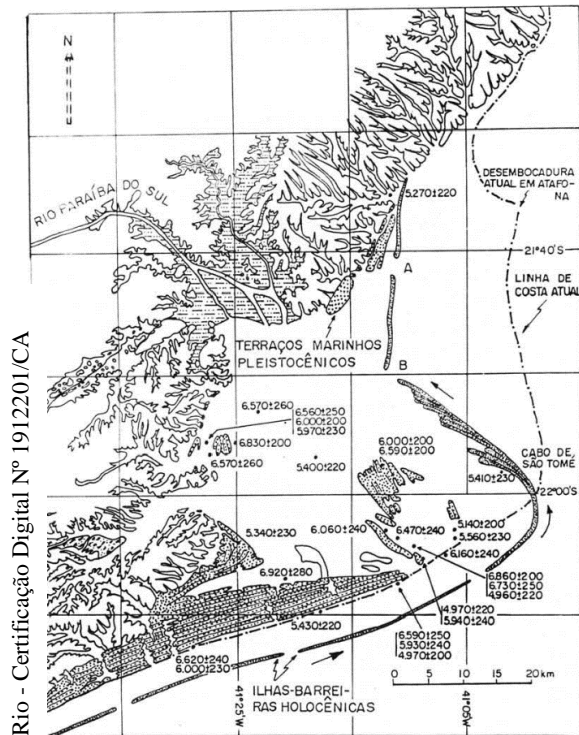 Rio - Certificação Digital Nº 1912201/CA
N
RIO PARAÍBA DO SUL
DESEMBOCADURA
ATUAL EM ATAFO-
NA
5.270±220
21°40'S
LINHA DE
COSTA ATUAL
A
TERRAÇOS MARINHOS
PLEISTOCÊNICOS
B
6.570±260
6.560±250
6.000±200
5.970±230
6.830±200
6.570±260
5.400±220
6.000±200
6.590±200
CABO DE
SÃO TOMÉ
5.410±230
22°00'S
5.340±230
6.060±240
6.470±240
5.140±200
5.560±230
6.160±240
6.920±280
6.860±200
6.730±250
4.960±220
4.970±220
5.940±240
5.430±220
6.590±250
5.930±240
4.970±200
6.620±240
6.000±230
ILHAS-BARREI-
RAS HOLOCÊNICAS
0 5 10 15 20 km
41°25'W
41°05'W